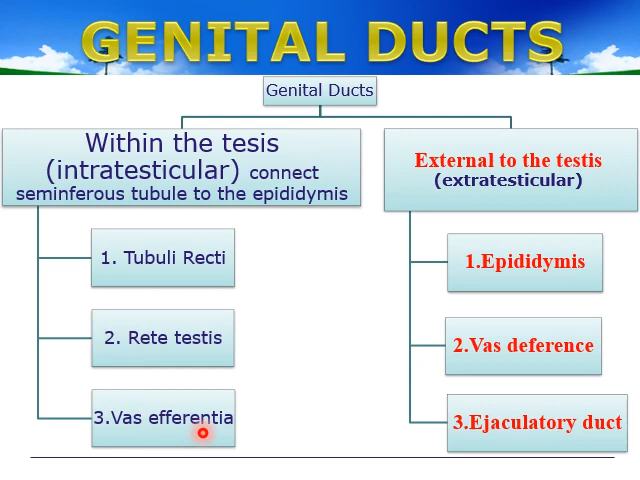 GENITAL DUCTS
Genital Ducts
Within the tesis
(intratesticular) connect
seminferous tubule to the epididymis
1. Tubuli Recti
2. Rete testis
3.Vas efferentia
External to the testis
(extratesticular)
1.Epididymis
2.Vas deference
3.Ejaculatory duct